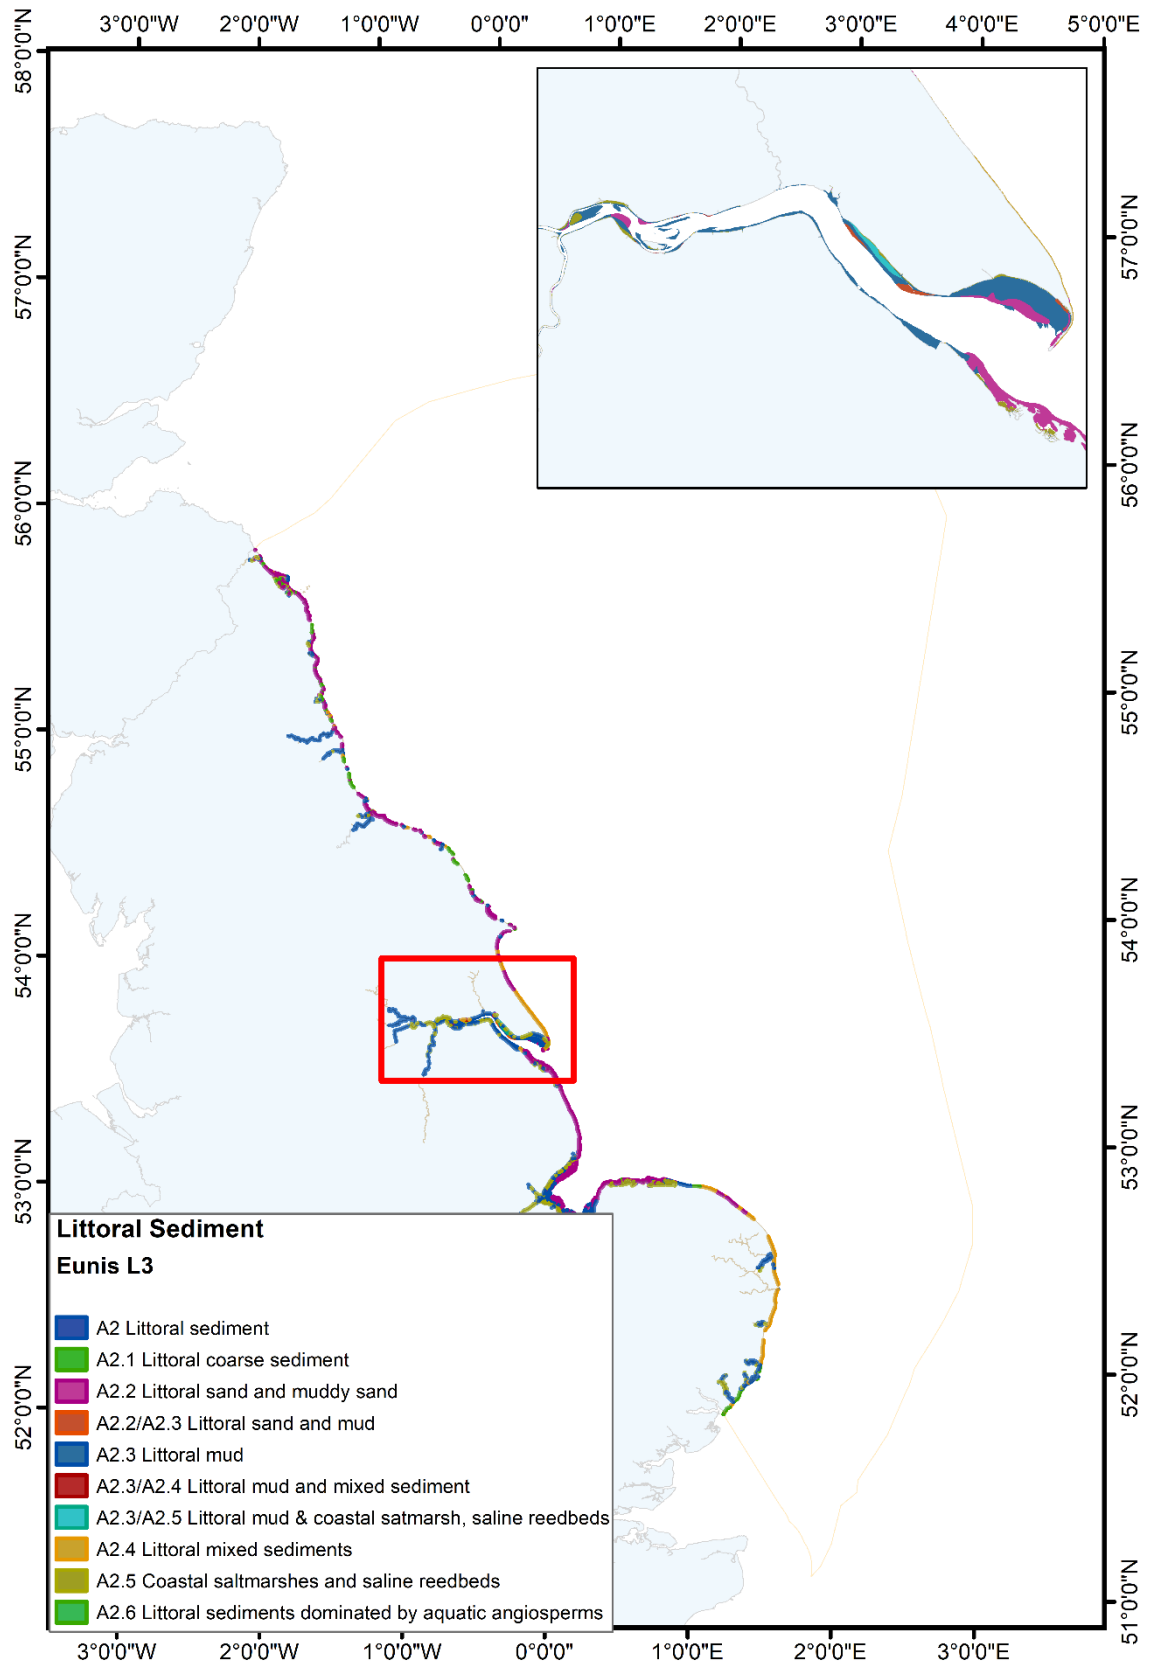 3°0'0"W 2°0'0"W 1°0'0"W 0°0'0" 1°0'0"E 2°0'0"E 3°0'0"E 4°0'0"E 5°0'0"E
58°0'0"N
57°0'0"N
56°0'0"N
55°0'0"N
54°0'0"N
53°0'0"N
52°0'0"N
57°0'0"N
56°0'0"N
55°0'0"N
54°0'0"N
53°0'0"N
52°0'0"N
51°0'0"N
Littoral Sediment
Eunis L3
A2 Littoral sediment
A2.1 Littoral coarse sediment
A2.2 Littoral sand and muddy sand
A2.2/A2.3 Littoral sand and mud
A2.3 Littoral mud
A2.3/A2.4 Littoral mud and mixed sediment
A2.3/A2.5 Littoral mud & coastal satmarsh, saline reedbeds
A2.4 Littoral mixed sediments
A2.5 Coastal saltmarshes and saline reedbeds
A2.6 Littoral sediments dominated by aquatic angiosperms
3°0'0"W 2°0'0"W 1°0'0"W 0°0'0" 1°0'0"E 2°0'0"E 3°0'0"E